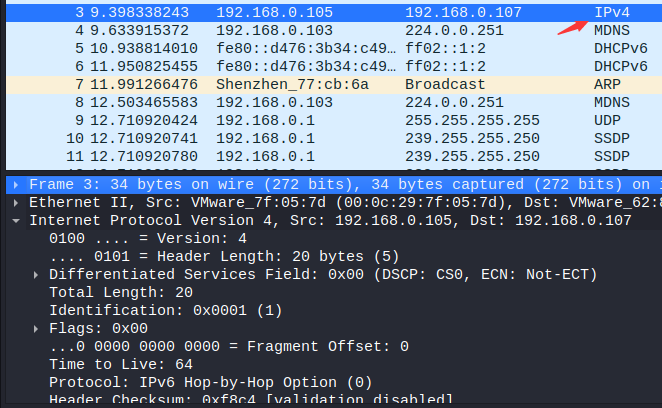 3 9.398338243 192.168.0.105 192.168.0.107 IPv4
4 9.633915372 192.168.0.103 224.0.0.251 MDNS
5 10.938814010 fe80::d476:3b34:c49… ff02::1:2 DHCPv6
6 11.950825455 fe80::d476:3b34:c49… ff02::1:2 DHCPv6
7 11.991266476 Shenzhen_77:cb:6a Broadcast ARP
8 12.503465583 192.168.0.103 224.0.0.251 MDNS
9 12.710920424 192.168.0.1 255.255.255.255 UDP
10 12.710920741 192.168.0.1 239.255.255.250 SSDP
11 12.710920780 192.168.0.1 239.255.255.250 SSDP
Frame 3: 34 bytes on wire (272 bits), 34 bytes captured (272 bits) on
Ethernet II, Src: VMware_7f:05:7d (00:0c:29:7f:05:7d), Dst: VMware_62:
Internet Protocol Version 4, Src: 192.168.0.105, Dst: 192.168.0.107
0100 .... = Version: 4
.... 0101 = Header Length: 20 bytes (5)
Differentiated Services Field: 0x00 (DSCP: CS0, ECN: Not-ECT)
Total Length: 20
Identification: 0x0001 (1)
Flags: 0x00
...0 0000 0000 0000 = Fragment Offset: 0
Time to Live: 64
Protocol: IPv6 Hop-by-Hop Option (0)
Header Checksum: 0xf8c4 [validation disabled]